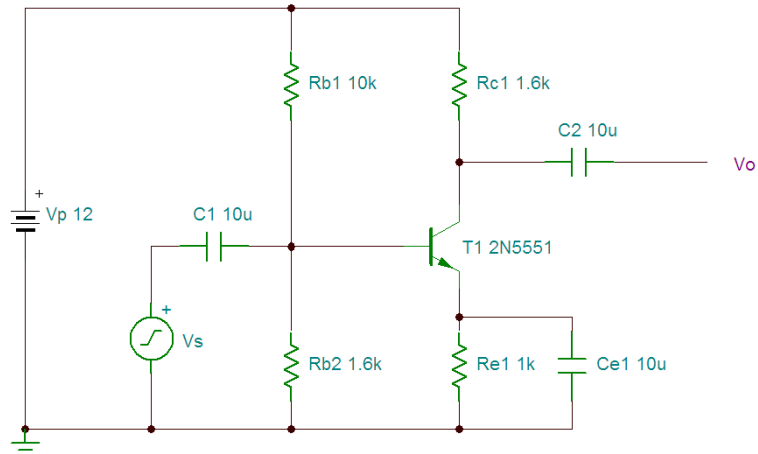 Rb1 10k
Rc1 1.6k
C2 10u
Vo
+
Vp 12
C1 10u
T1 2N5551
+
Vs
Rb2 1.6k
Re1 1k
Ce1 10u